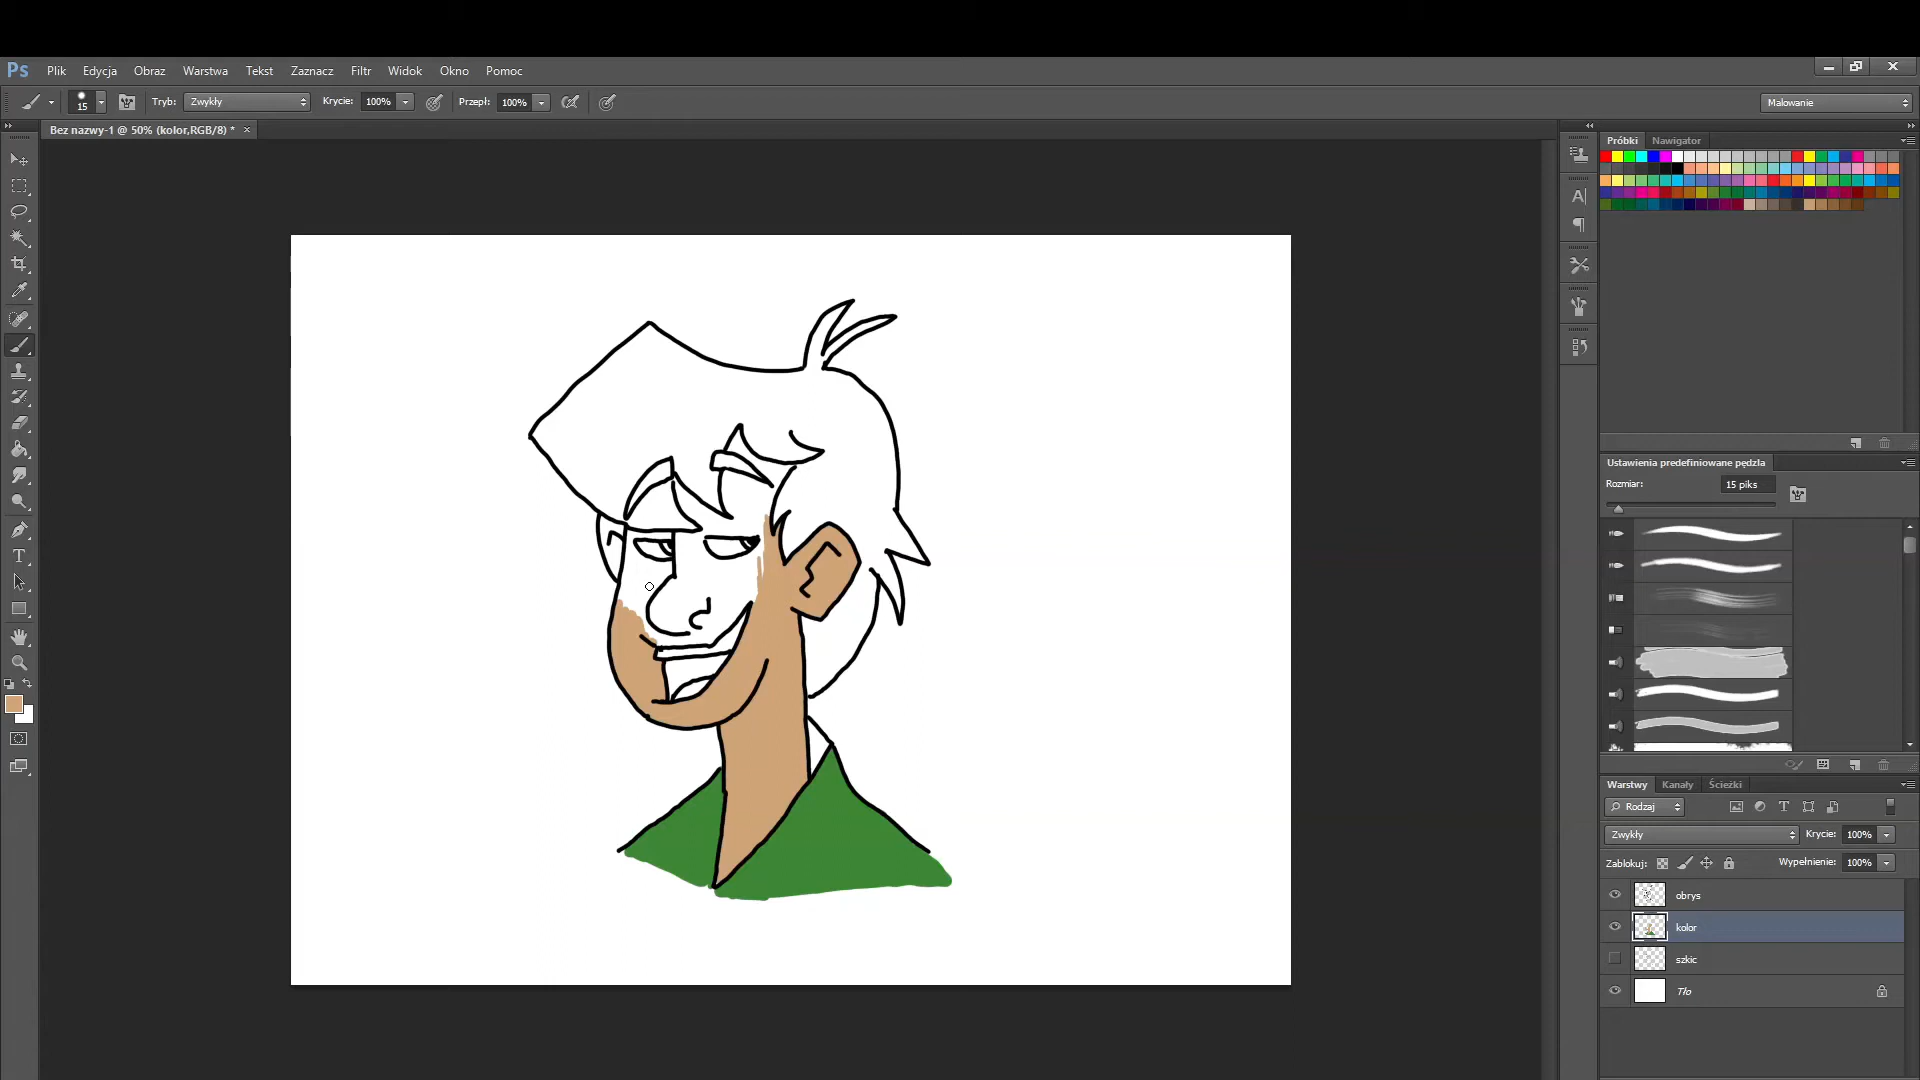 Ps Plik Edycja Obraz Warstwa Tekst Zaznacz Filtr Widok Okno Pomoc
15 Tryb: Zwykły Krycie: 100% Przepł: 100% Malowanie
Bez nazwy-1 @ 50% (kolor,RGB/8) * ×
Próbki Nawigator
Ustawienia predefiniowane pędzla
Rozmiar: 15 piks
Warstwy Kanały Ścieżki
Rodzaj
Zwykły Krycie: 100%
Zablokuj: Wypełnienie: 100%
obrys
kolor
szkic
Tło